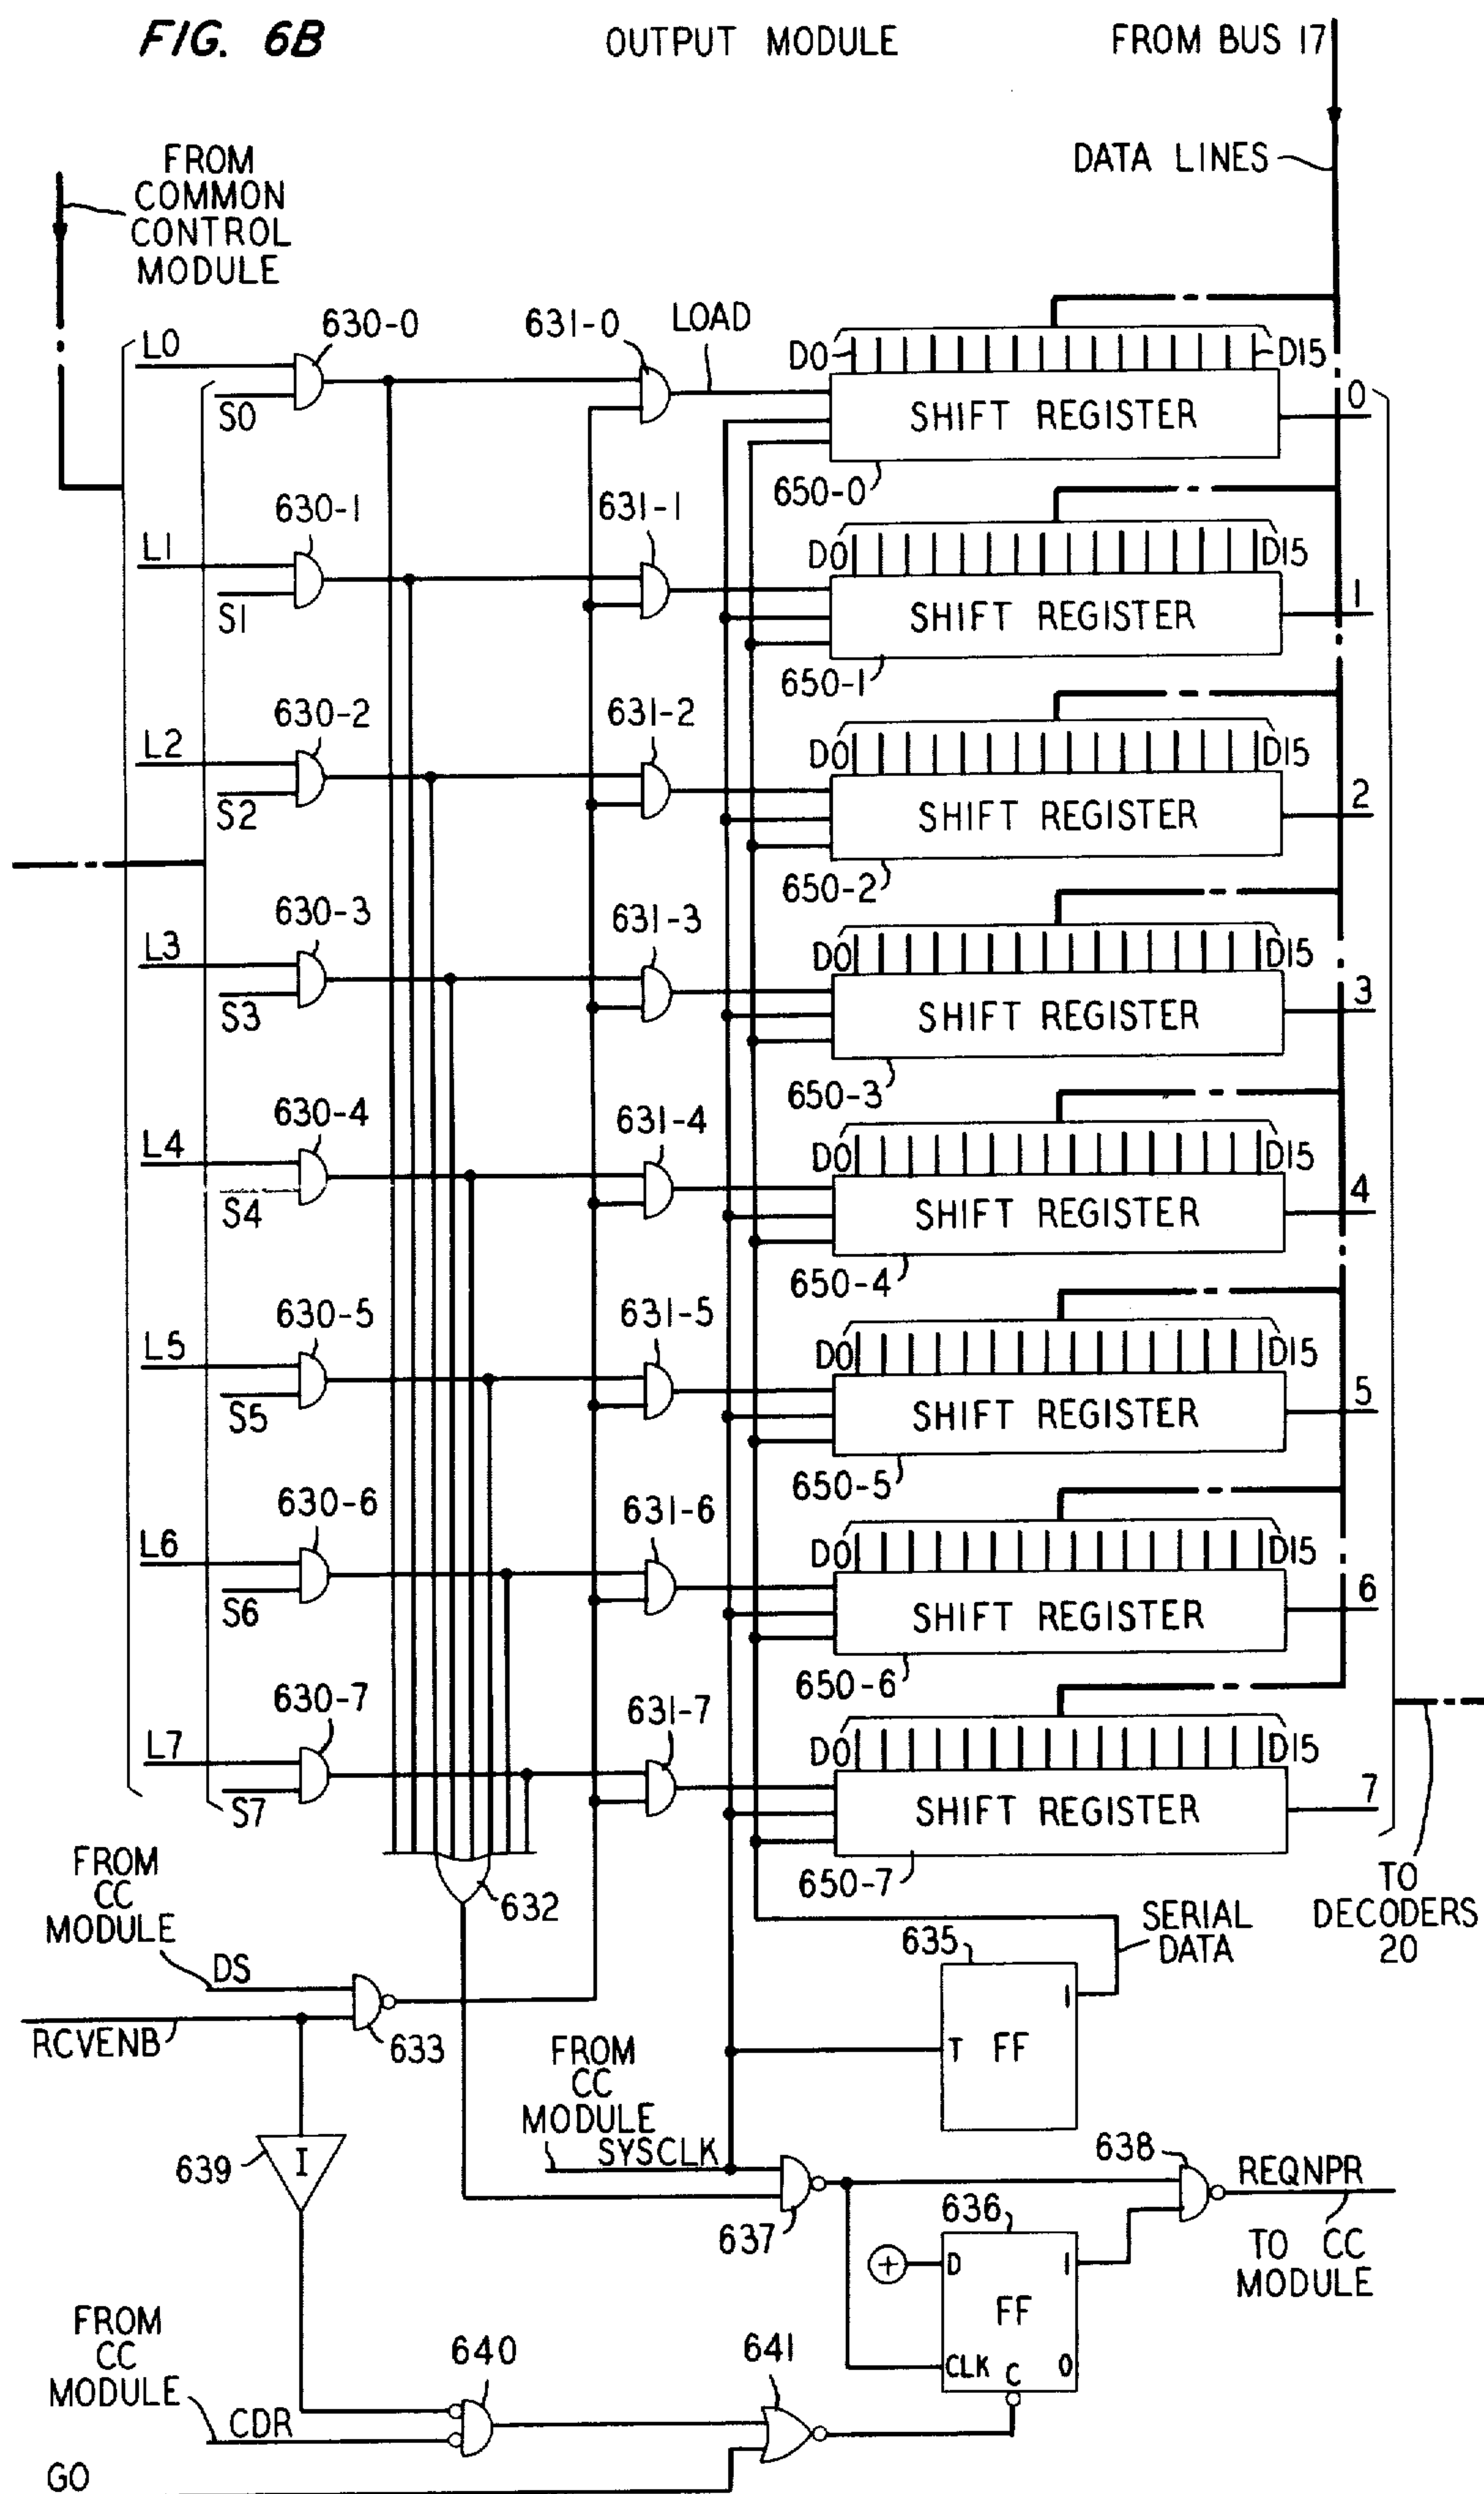 FIG. 6B
OUTPUT MODULE
FROM BUS 17
DATA LINES
FROM
COMMON
CONTROL
MODULE
L0
630-0
631-0
LOAD
D0
D15
S0
SHIFT REGISTER
0
650-0
L1
630-1
631-1
D0
D15
S1
SHIFT REGISTER
1
650-1
L2
630-2
631-2
D0
D15
S2
SHIFT REGISTER
2
650-2
L3
630-3
631-3
D0
D15
S3
SHIFT REGISTER
3
650-3
L4
630-4
631-4
D0
D15
S4
SHIFT REGISTER
4
650-4
L5
630-5
631-5
D0
D15
S5
SHIFT REGISTER
5
650-5
L6
630-6
631-6
D0
D15
S6
SHIFT REGISTER
6
650-6
L7
630-7
631-7
D0
D15
S7
SHIFT REGISTER
7
650-7
TO
DECODERS
20
632
FROM
CC
MODULE
DS
RCVENB
633
SERIAL
DATA
635
1
T FF
FROM
CC
MODULE
SYSCLK
639
I
637
638
REQNPR
TO CC
MODULE
636
+
D
1
FF
CLK
C
0
FROM
CC
MODULE
CDR
640
641
GO